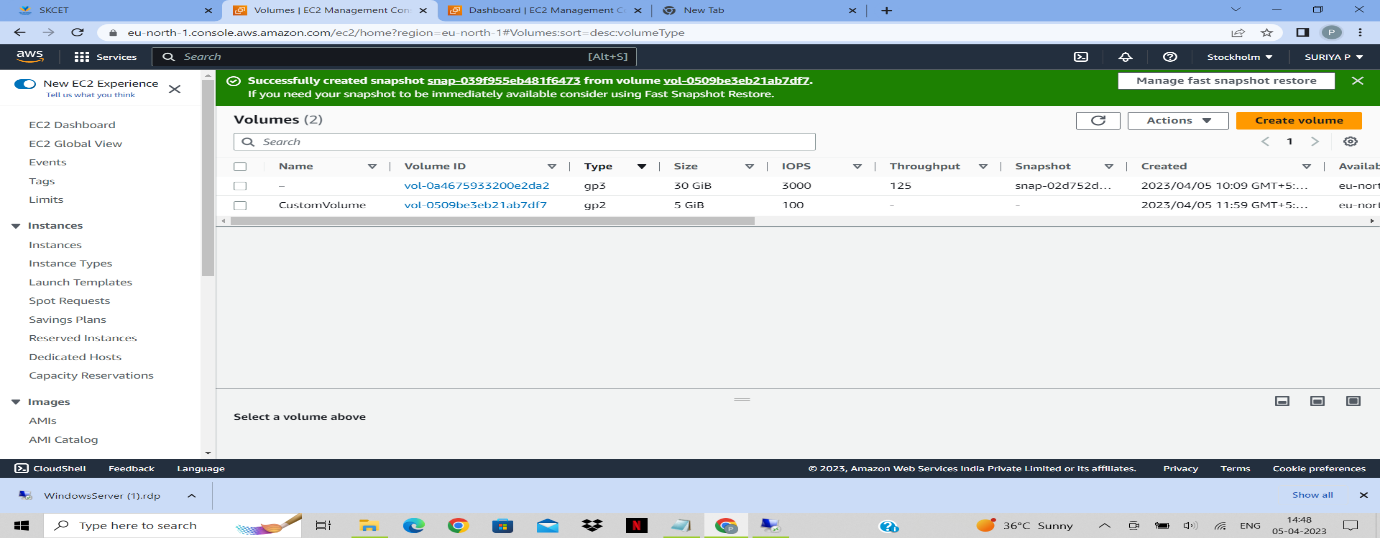 SKCET
Volumes | EC2 Management Con
Dashboard | EC2 Management C
New Tab
eu-north-1.console.aws.amazon.com/ec2/home?region=eu-north-1#Volumes:sort=desc:volumeType
P
aws
Services
Search
[Alt+S]
Stockholm
SURIYA P
New EC2 Experience
Tell us what you think
Successfully created snapshot snap-039f955eb481f6473 from volume vol-0509be3eb21ab7df7.
If you need your snapshot to be immediately available consider using Fast Snapshot Restore.
Manage fast snapshot restore
EC2 Dashboard
EC2 Global View
Events
Tags
Limits
Instances
Instances
Instance Types
Launch Templates
Spot Requests
Savings Plans
Reserved Instances
Dedicated Hosts
Capacity Reservations
Images
AMIs
AMI Catalog
Volumes (2)
Actions
Create volume
Search
1
Name Volume ID Type Size IOPS Throughput Snapshot Created Availab
– vol-0a4675933200e2da2 gp3 30 GiB 3000 125 snap-02d752d... 2023/04/05 10:09 GMT+5:... eu-nort
CustomVolume vol-0509be3eb21ab7df7 gp2 5 GiB 100 - - 2023/04/05 11:59 GMT+5:... eu-nort
Select a volume above
CloudShell Feedback Language
© 2023, Amazon Web Services India Private Limited or its affiliates. Privacy Terms Cookie preferences
WindowsServer (1).rdp
Show all
Type here to search
36°C Sunny
ENG
14:48
05-04-2023